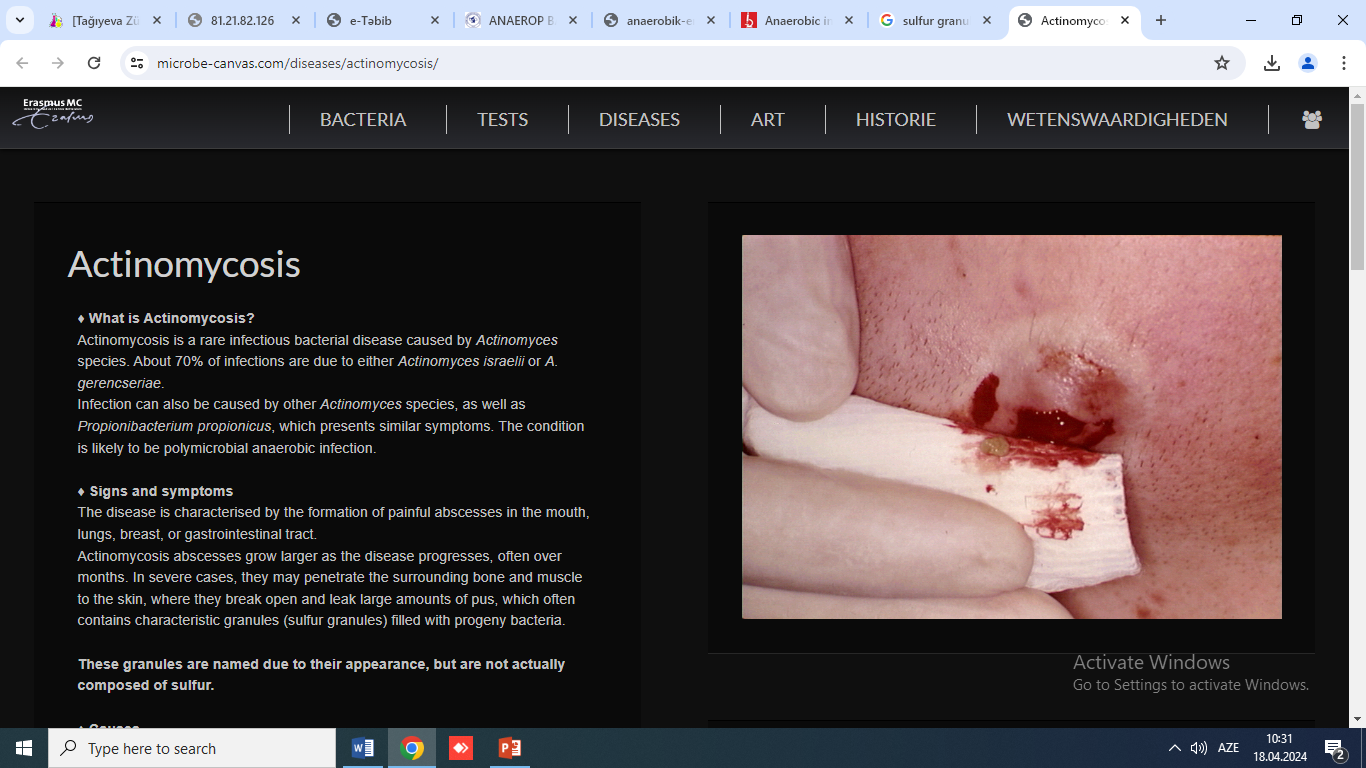 [Tağıyeva Zü
81.21.82.126
e-Təbib
ANAEROP B
anaerobik-e
Anaerobic i
sulfur granu
Actinomyco
microbe-canvas.com/diseases/actinomycosis/
Erasmus MC
BACTERIA
TESTS
DISEASES
ART
HISTORIE
WETENSWAARDIGHEDEN
Actinomycosis
♦ What is Actinomycosis?
Actinomycosis is a rare infectious bacterial disease caused by Actinomyces
species. About 70% of infections are due to either Actinomyces israelii or A.
gerencseriae.
Infection can also be caused by other Actinomyces species, as well as
Propionibacterium propionicus, which presents similar symptoms. The condition
is likely to be polymicrobial anaerobic infection.
♦ Signs and symptoms
The disease is characterised by the formation of painful abscesses in the mouth,
lungs, breast, or gastrointestinal tract.
Actinomycosis abscesses grow larger as the disease progresses, often over
months. In severe cases, they may penetrate the surrounding bone and muscle
to the skin, where they break open and leak large amounts of pus, which often
contains characteristic granules (sulfur granules) filled with progeny bacteria.
These granules are named due to their appearance, but are not actually
composed of sulfur.
♦ Causes
Activate Windows
Go to Settings to activate Windows.
Type here to search
AZE
10:31
18.04.2024
2